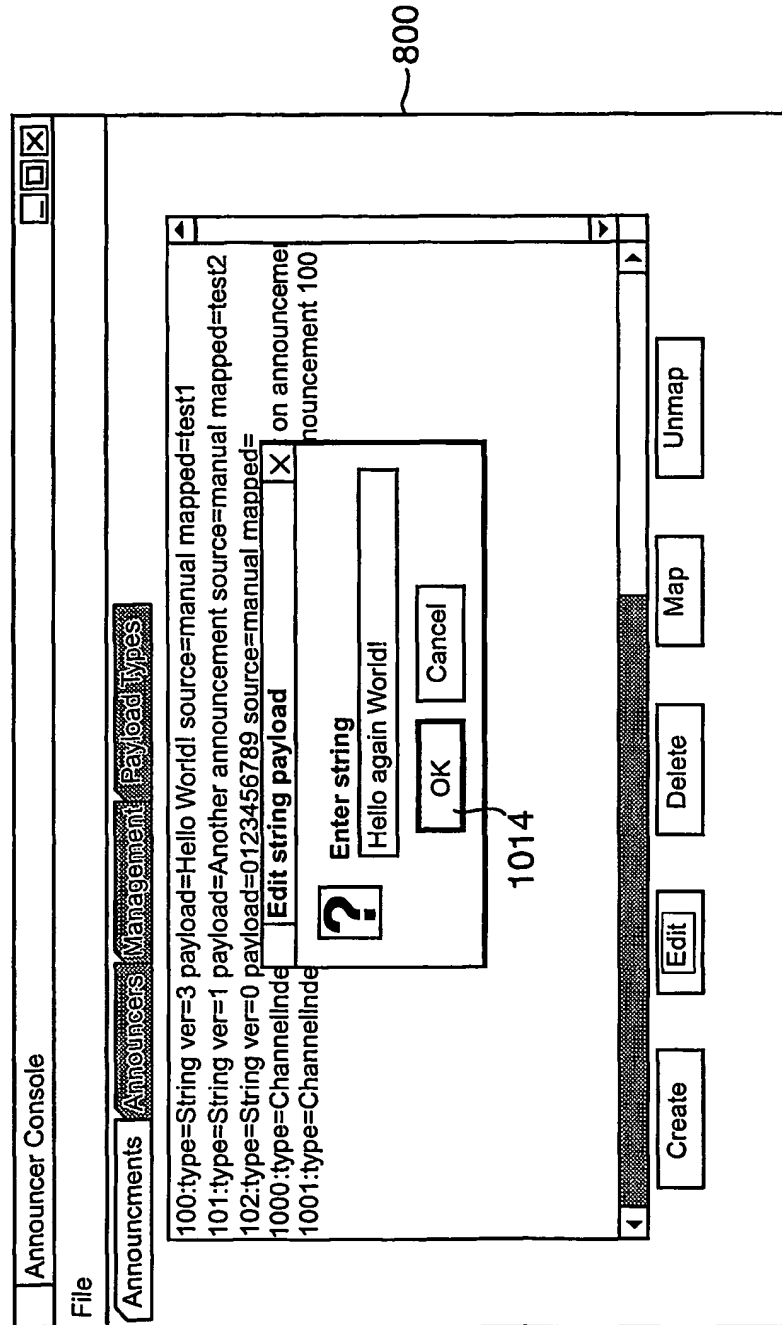 Announcer Console
File
Announcments Announcers Management Payload Types
100:type=String ver=3 payload=Hello World! source=manual mapped=test1
101:type=String ver=1 payload=Another announcement source=manual mapped=test2
102:type=String ver=0 payload=0123456789 source=manual mapped=
1000:type=ChannelInde on announcemer
1001:type=ChannelInde nouncement 100
Edit string payload
?
Enter string
Hello again World!
OK Cancel
1014
Create Edit Delete Map Unmap
800